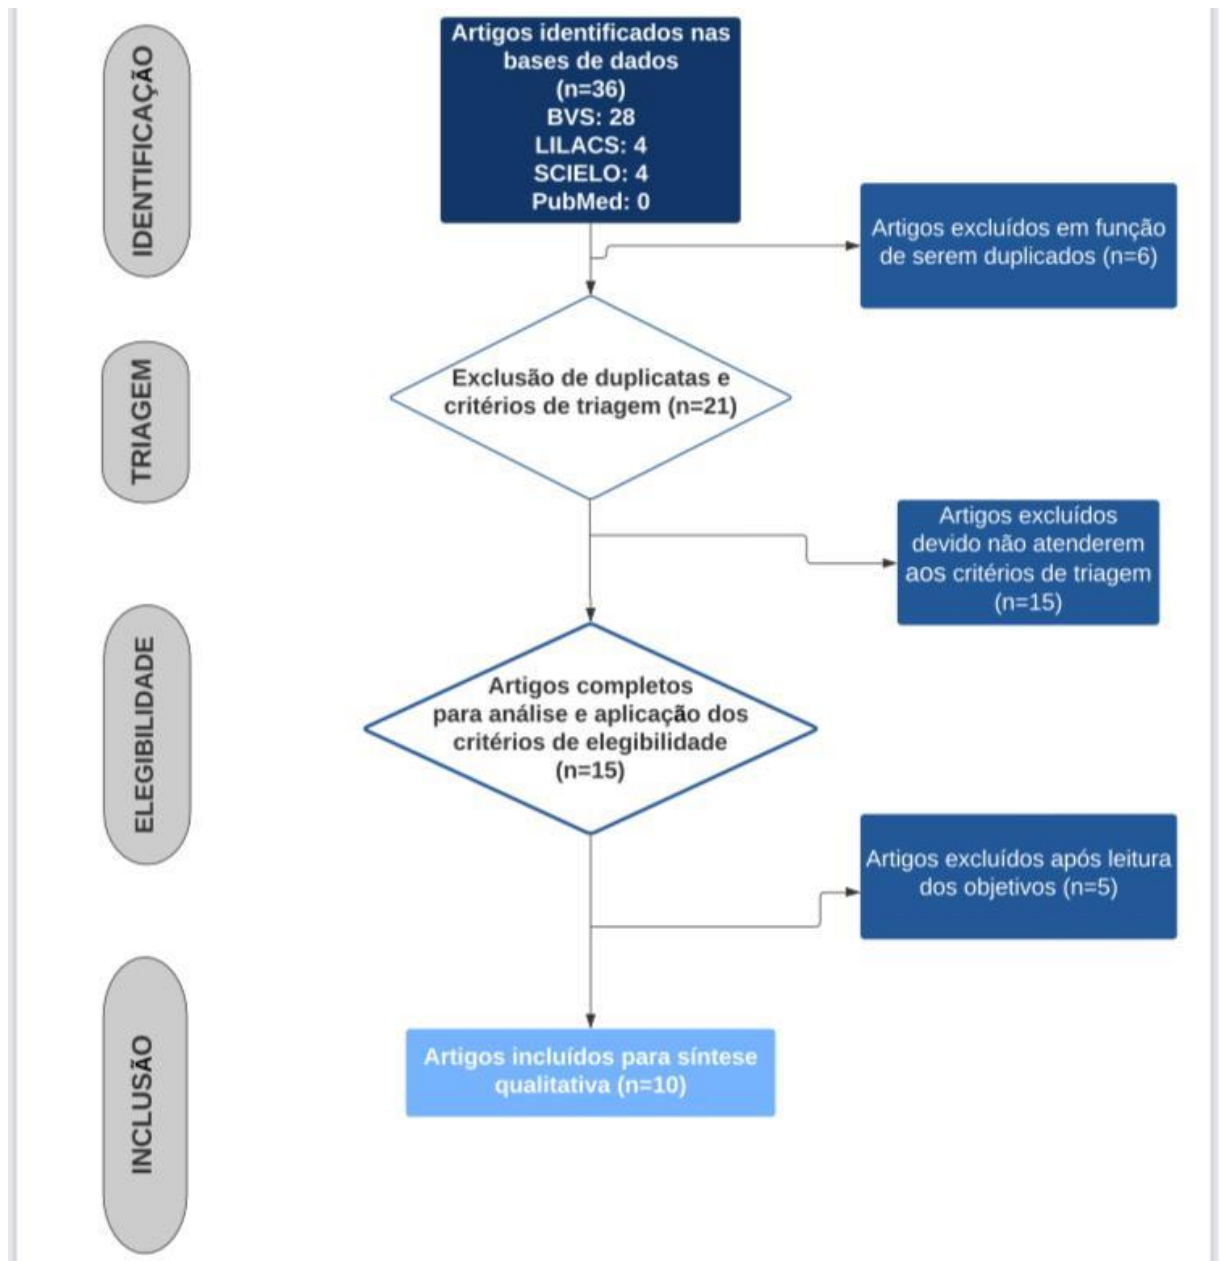 IDENTIFICAÇÃO
Artigos identificados nas
bases de dados
(n=36)
BVS: 28
LILACS: 4
SCIELO: 4
PubMed: 0
Artigos excluídos em função
de serem duplicados (n=6)
TRIAGEM
Exclusão de duplicatas e
critérios de triagem (n=21)
Artigos excluídos
devido não atenderem
aos critérios de triagem
(n=15)
ELEGIBILIDADE
Artigos completos
para análise e aplicação dos
critérios de elegibilidade
(n=15)
Artigos excluídos após leitura
dos objetivos (n=5)
INCLUSÃO
Artigos incluídos para síntese
qualitativa (n=10)